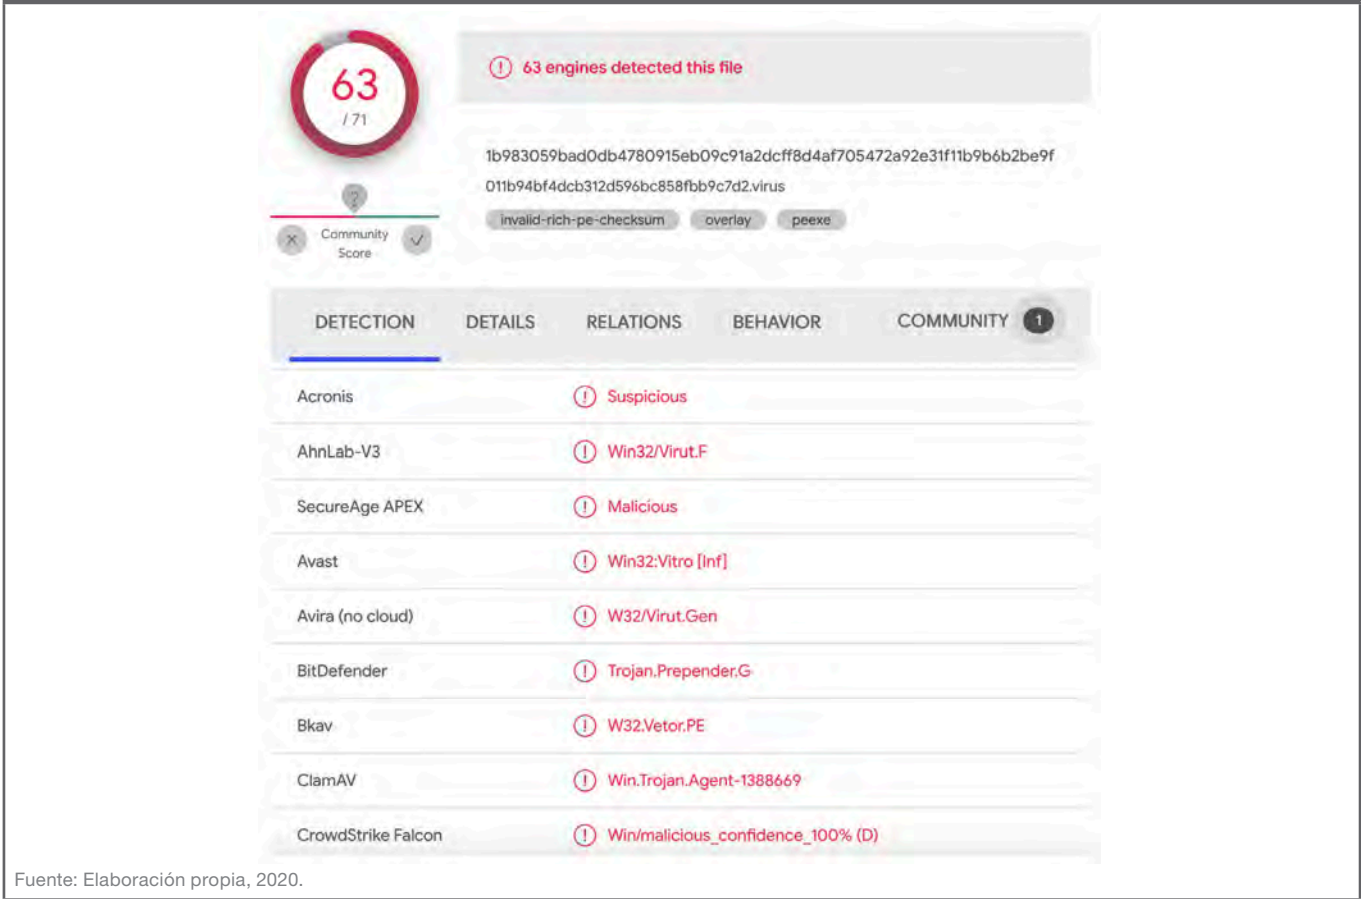 63
/ 71
63 engines detected this file
1b983059bad0db4780915eb09c91a2dcff8d4af705472a92e31f11b9b6b2be9f
011b94bf4dcb312d596bc858fbb9c7d2.virus
invalid-rich-pe-checksum overlay peexe
?
Community
Score
DETECTION DETAILS RELATIONS BEHAVIOR COMMUNITY 1
Acronis Suspicious
AhnLab-V3 Win32/Virut.F
SecureAge APEX Malicious
Avast Win32:Vitro [Inf]
Avira (no cloud) W32/Virut.Gen
BitDefender Trojan.Prepender.G
Bkav W32.Vetor.PE
ClamAV Win.Trojan.Agent-1388669
CrowdStrike Falcon Win/malicious_confidence_100% (D)
Fuente: Elaboración propia, 2020.